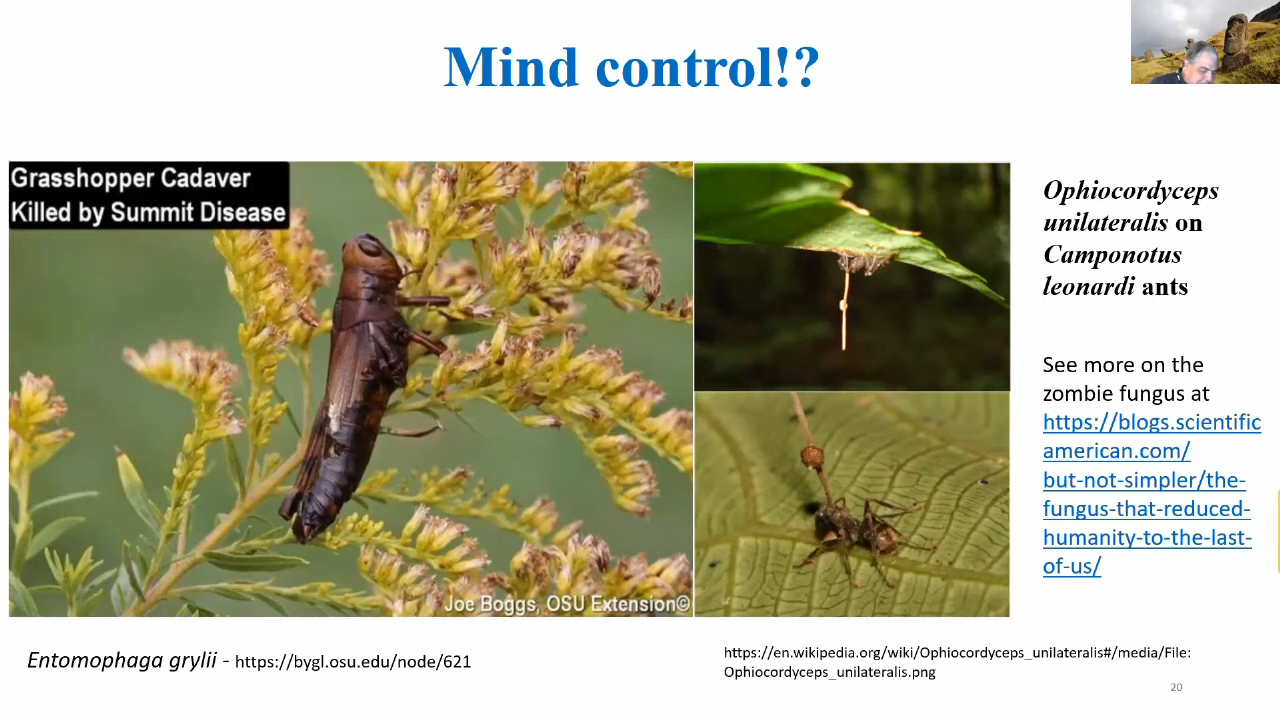 Mind control!?
Grasshopper Cadaver
Killed by Summit Disease
Joe Boggs, OSU Extension©
Ophiocordyceps
unilateralis on
Camponotus
leonardi ants
See more on the
zombie fungus at
https://blogs.scientific
american.com/
but-not-simpler/the-
fungus-that-reduced-
humanity-to-the-last-
of-us/
Entomophaga grylii - https://bygl.osu.edu/node/621
https://en.wikipedia.org/wiki/Ophiocordyceps_unilateralis#/media/File:
Ophiocordyceps_unilateralis.png
20